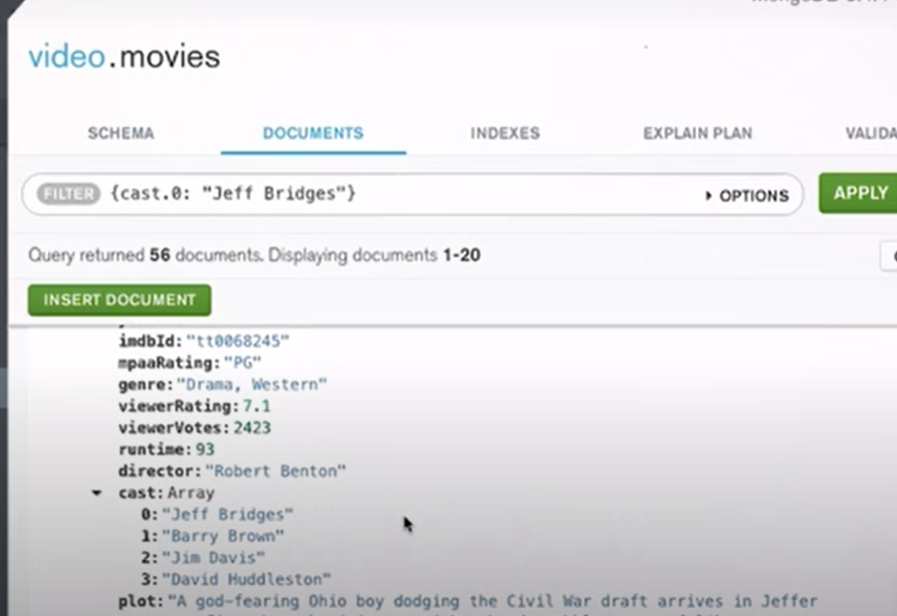 video.movies
SCHEMA DOCUMENTS INDEXES EXPLAIN PLAN VALIDA
FILTER {cast.0: "Jeff Bridges"} OPTIONS APPLY
Query returned 56 documents. Displaying documents 1-20
INSERT DOCUMENT
imdbId:"tt0068245"
mpaaRating:"PG"
genre:"Drama, Western"
viewerRating:7.1
viewerVotes:2423
runtime:93
director:"Robert Benton"
cast:Array
0:"Jeff Bridges"
1:"Barry Brown"
2:"Jim Davis"
3:"David Huddleston"
plot:"A god-fearing Ohio boy dodging the Civil War draft arrives in Jeffer